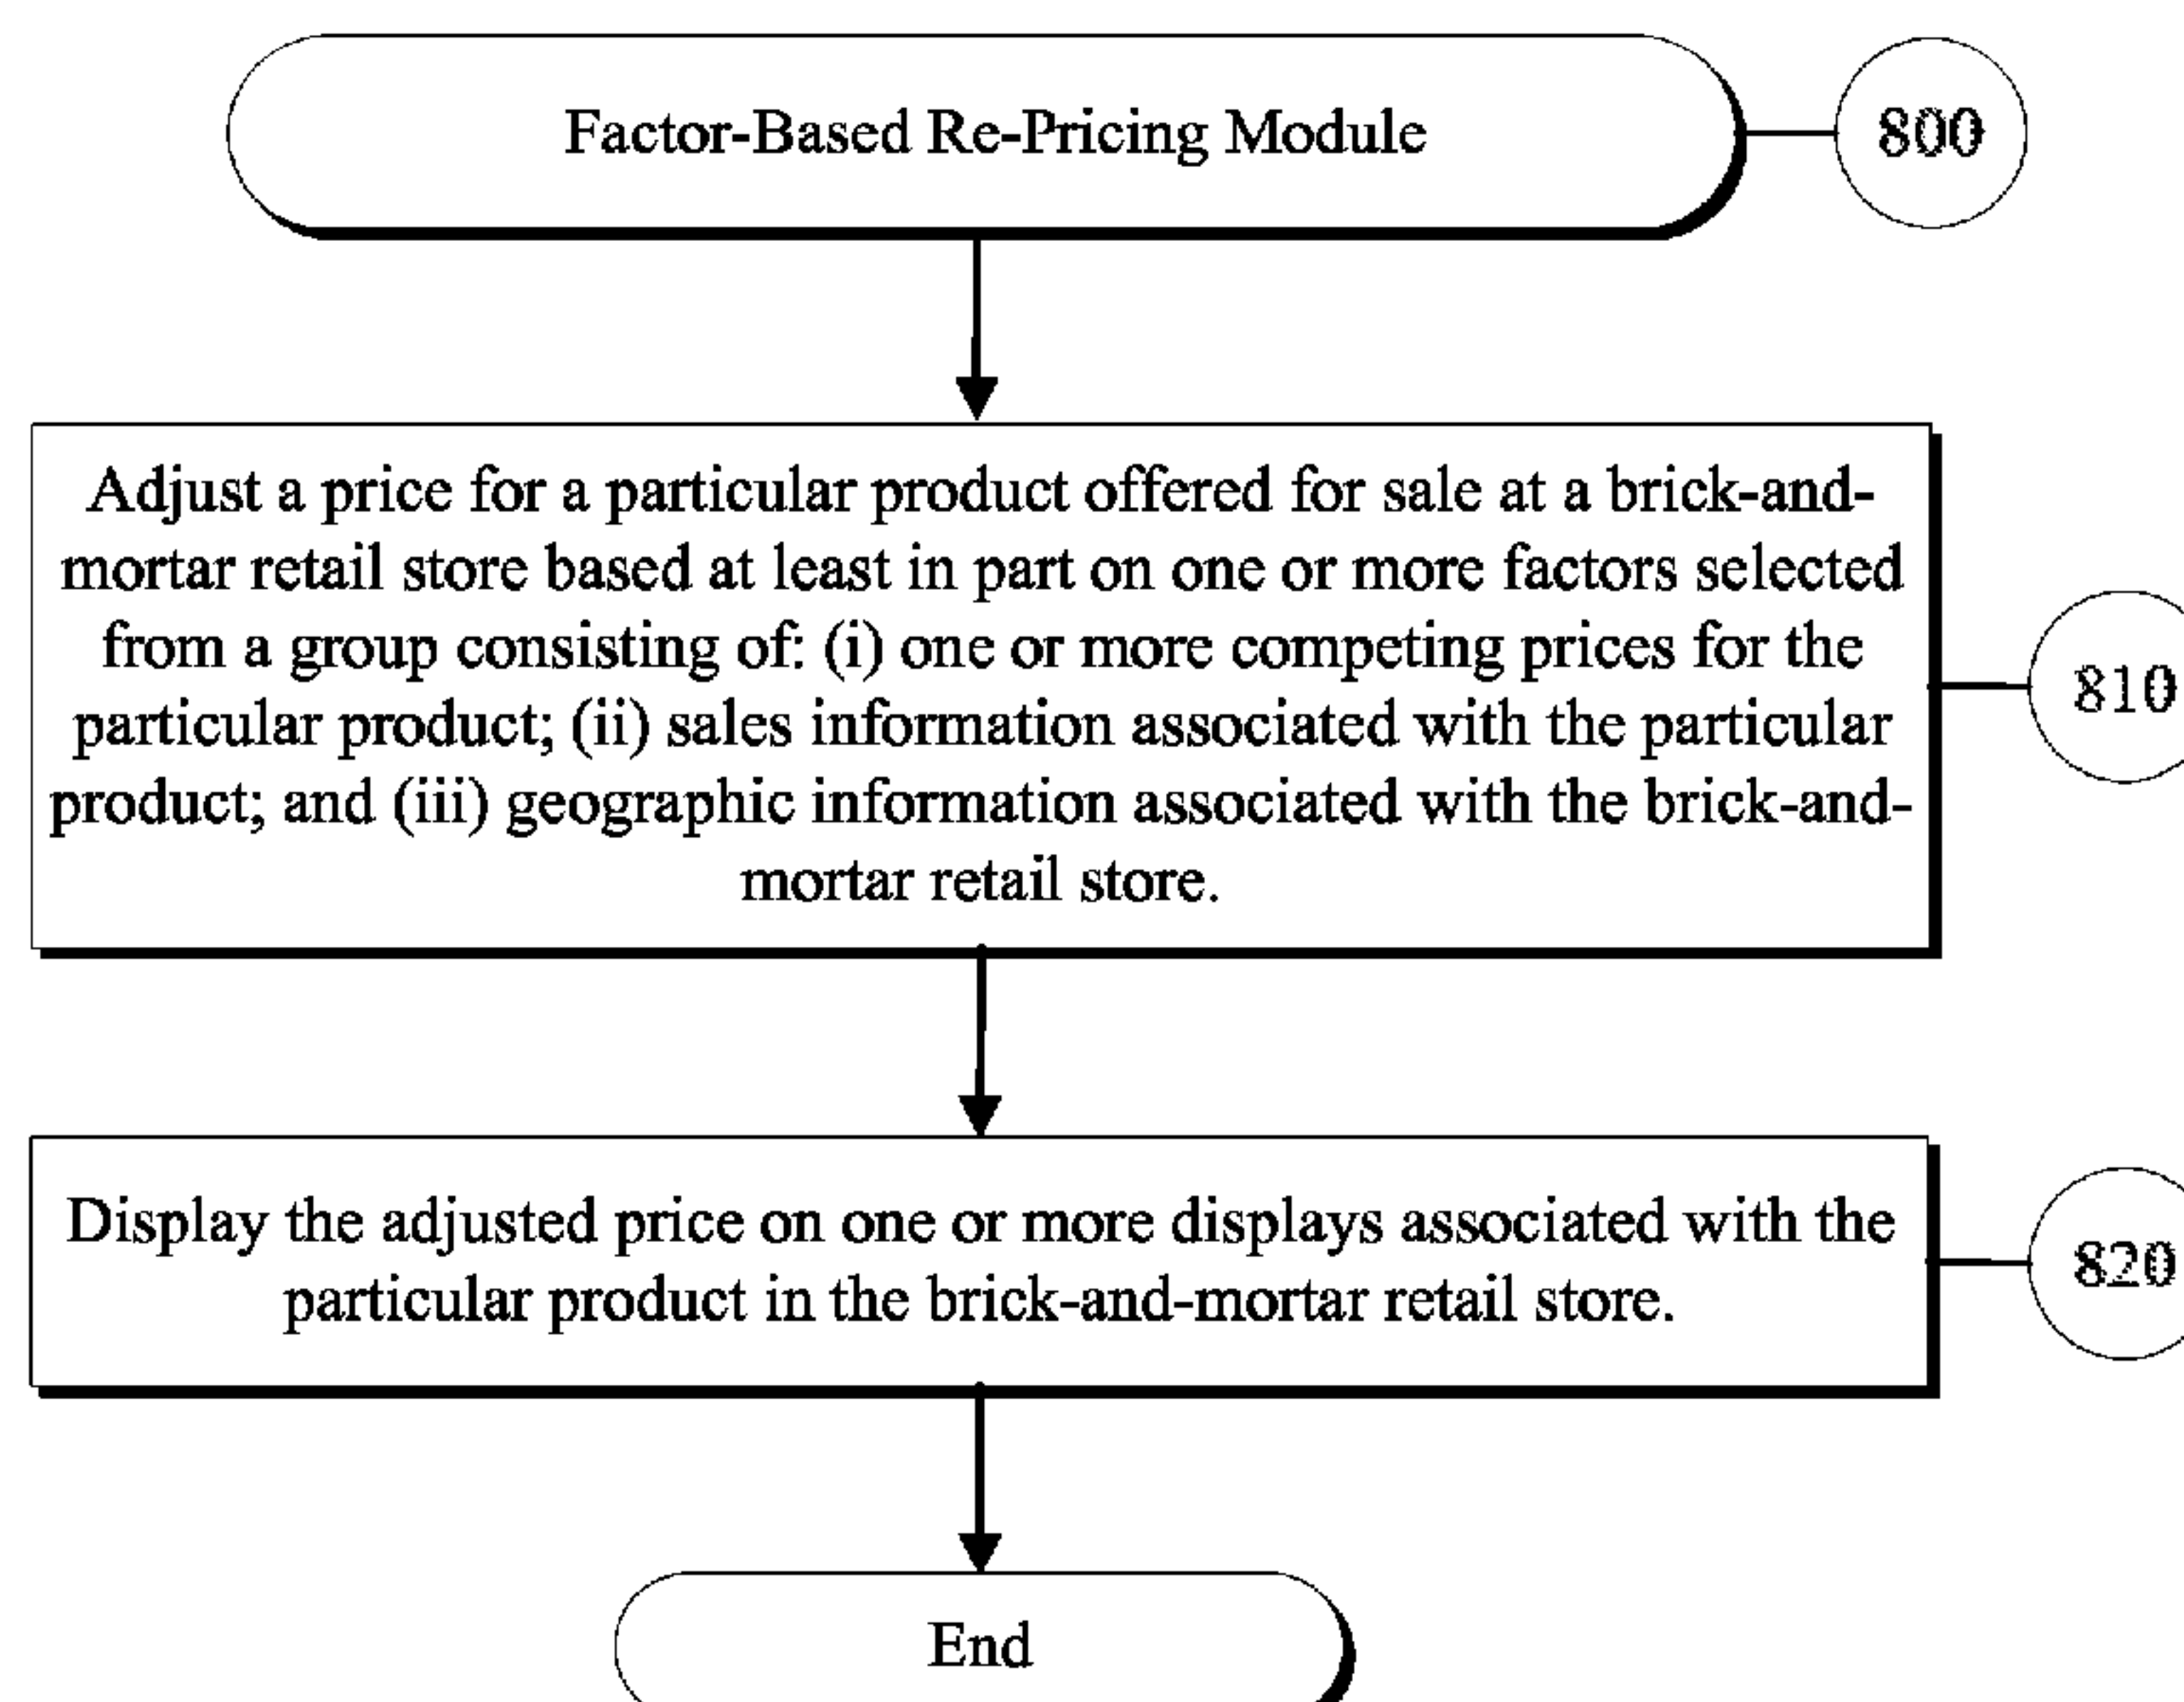 Factor-Based Re-Pricing Module
800
Adjust a price for a particular product offered for sale at a brick-and-
mortar retail store based at least in part on one or more factors selected
from a group consisting of: (i) one or more competing prices for the
particular product; (ii) sales information associated with the particular
product; and (iii) geographic information associated with the brick-and-
mortar retail store.
810
Display the adjusted price on one or more displays associated with the
particular product in the brick-and-mortar retail store.
820
End